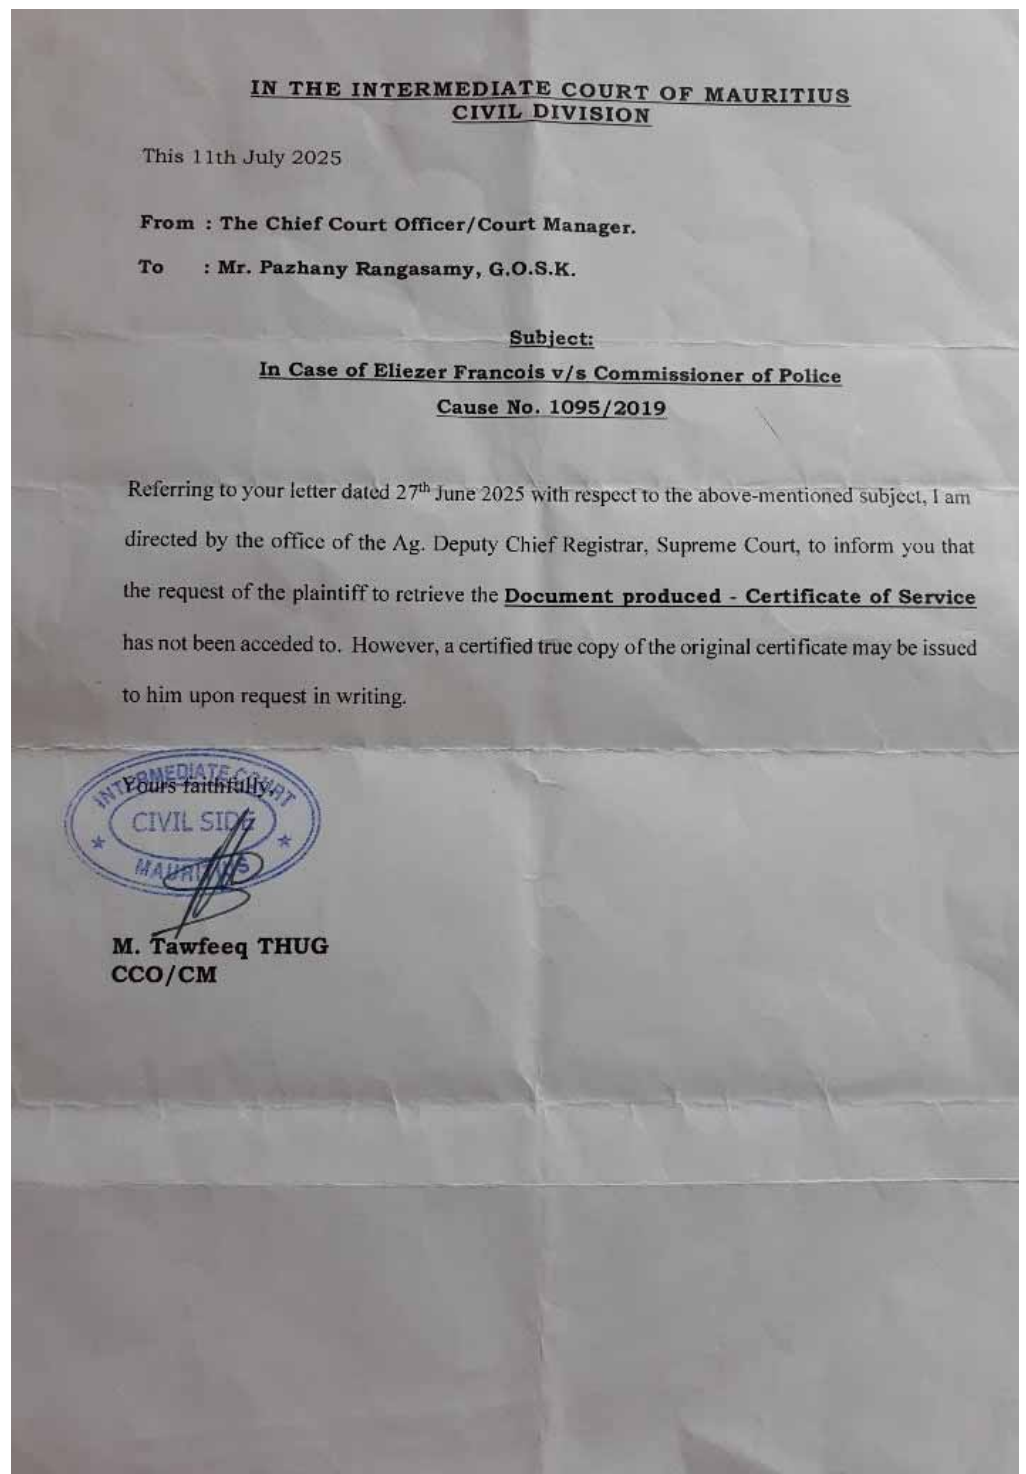 IN THE INTERMEDIATE COURT OF MAURITIUS
CIVIL DIVISION
This 11th July 2025
From : The Chief Court Officer/Court Manager.
To : Mr. Pazhany Rangasamy, G.O.S.K.
Subject:
In Case of Eliezer Francois v/s Commissioner of Police
Cause No. 1095/2019
Referring to your letter dated 27th June 2025 with respect to the above-mentioned subject, I am
directed by the office of the Ag. Deputy Chief Registrar, Supreme Court, to inform you that
the request of the plaintiff to retrieve the Document produced - Certificate of Service
has not been acceded to. However, a certified true copy of the original certificate may be issued
to him upon request in writing.
Yours faithfully,
INTERMEDIATE COURT
CIVIL SIDE
MAURITIUS
M. Tawfeeq THUG
CCO/CM